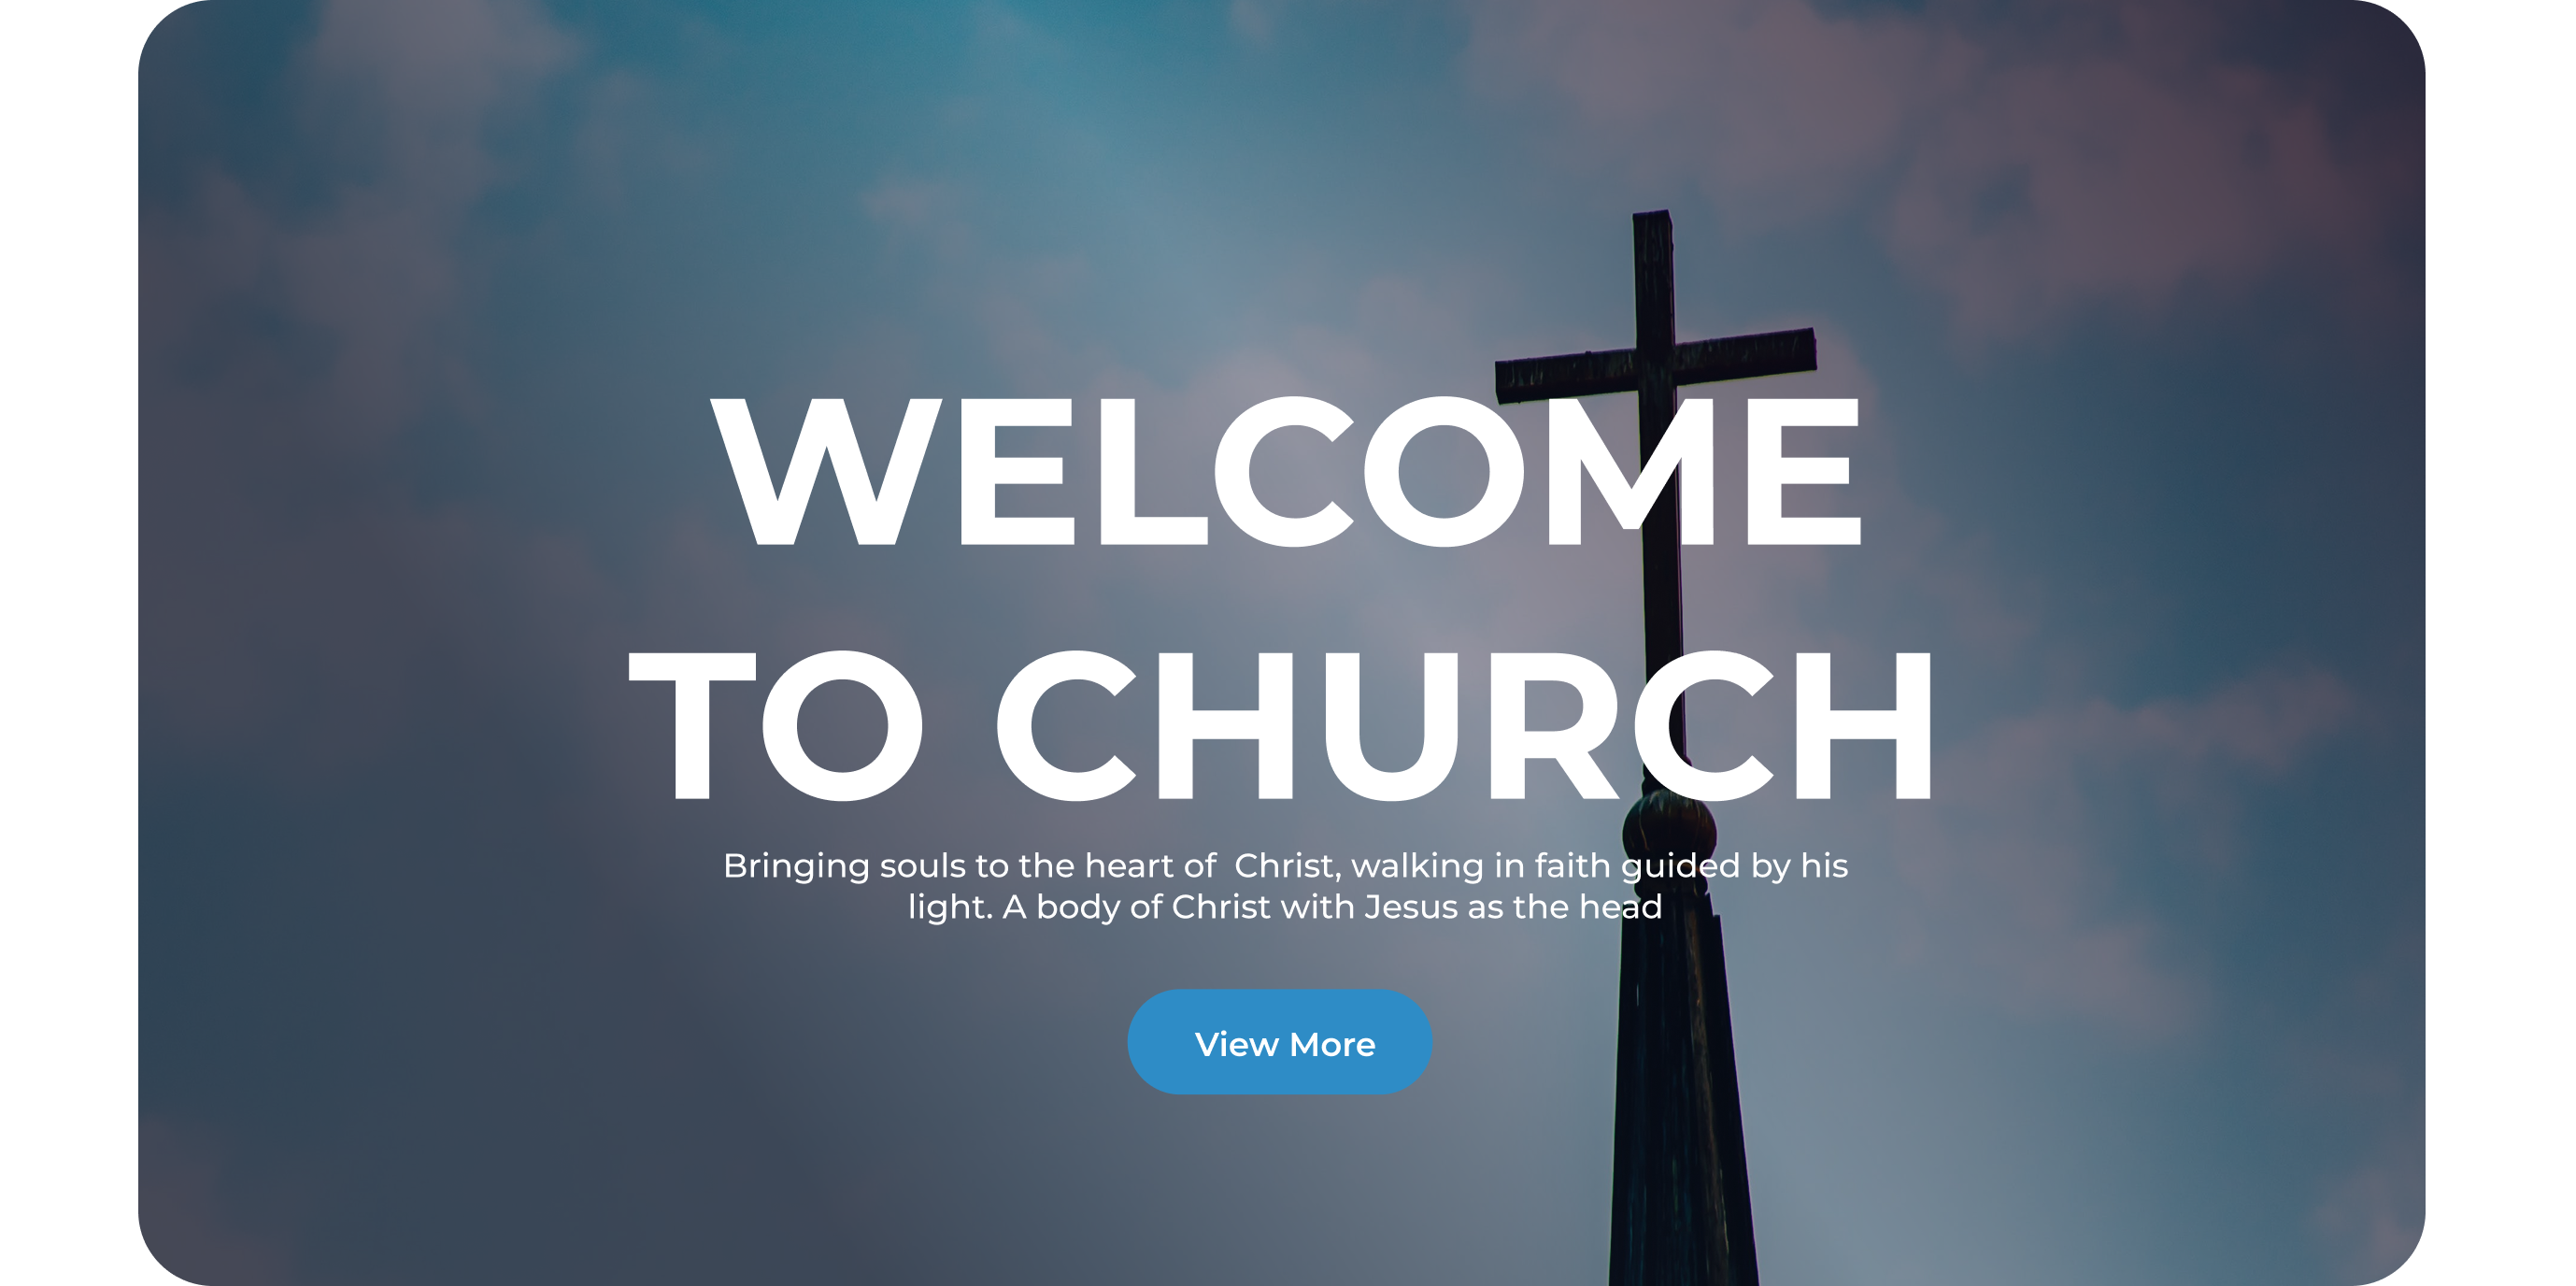 WELCOME
TO CHURCH
Bringing souls to the heart of  Christ, walking in faith guided by his
light. A body of Christ with Jesus as the head
View More